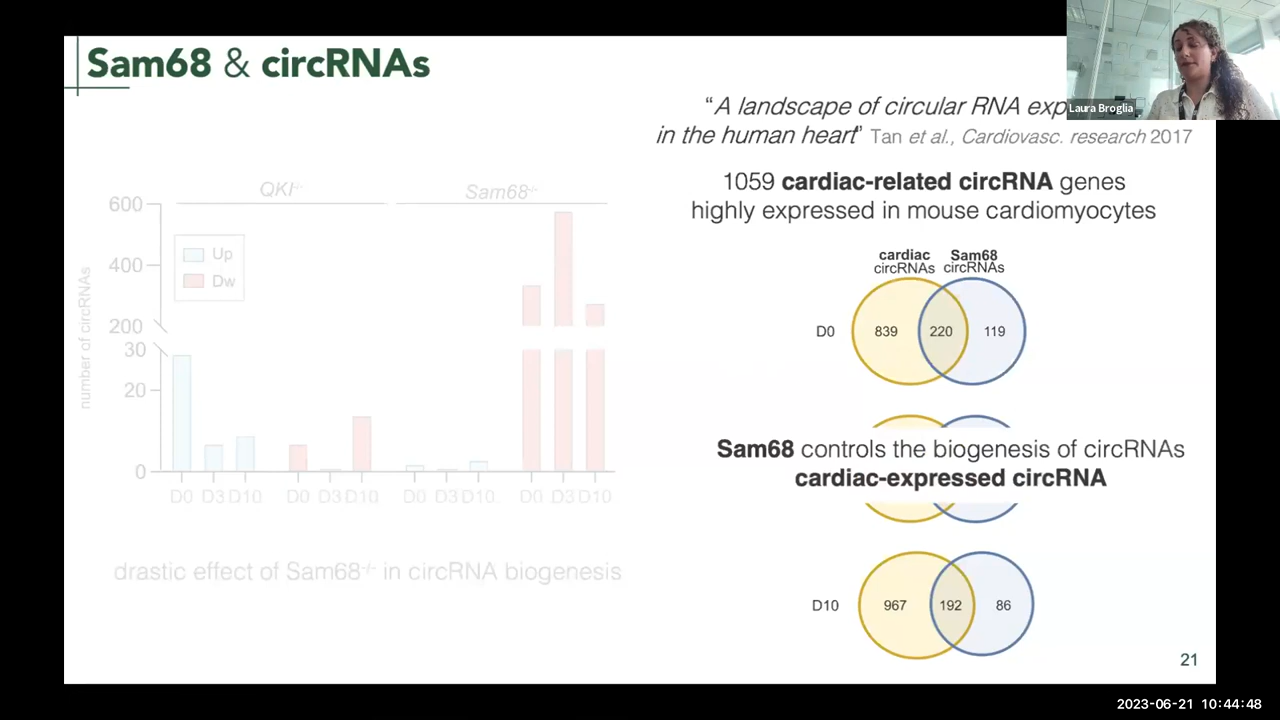 Sam68 & circRNAs
“A landscape of circular RNA exp
in the human heart” Tan et al., Cardiovasc. research 2017
Laura Broglia
1059 cardiac-related circRNA genes
highly expressed in mouse cardiomyocytes
QKI-/-
Sam68-/-
600
400
200
30
20
0
number of circRNAs
Up
Dw
D0 D3 D10 D0 D3 D10 D0 D3 D10 D0 D3 D10
drastic effect of Sam68-/- in circRNA biogenesis
cardiac Sam68
circRNAs circRNAs
D0 839 220 119
Sam68 controls the biogenesis of circRNAs
cardiac-expressed circRNA
D10 967 192 86
21
2023-06-21 10:44:48